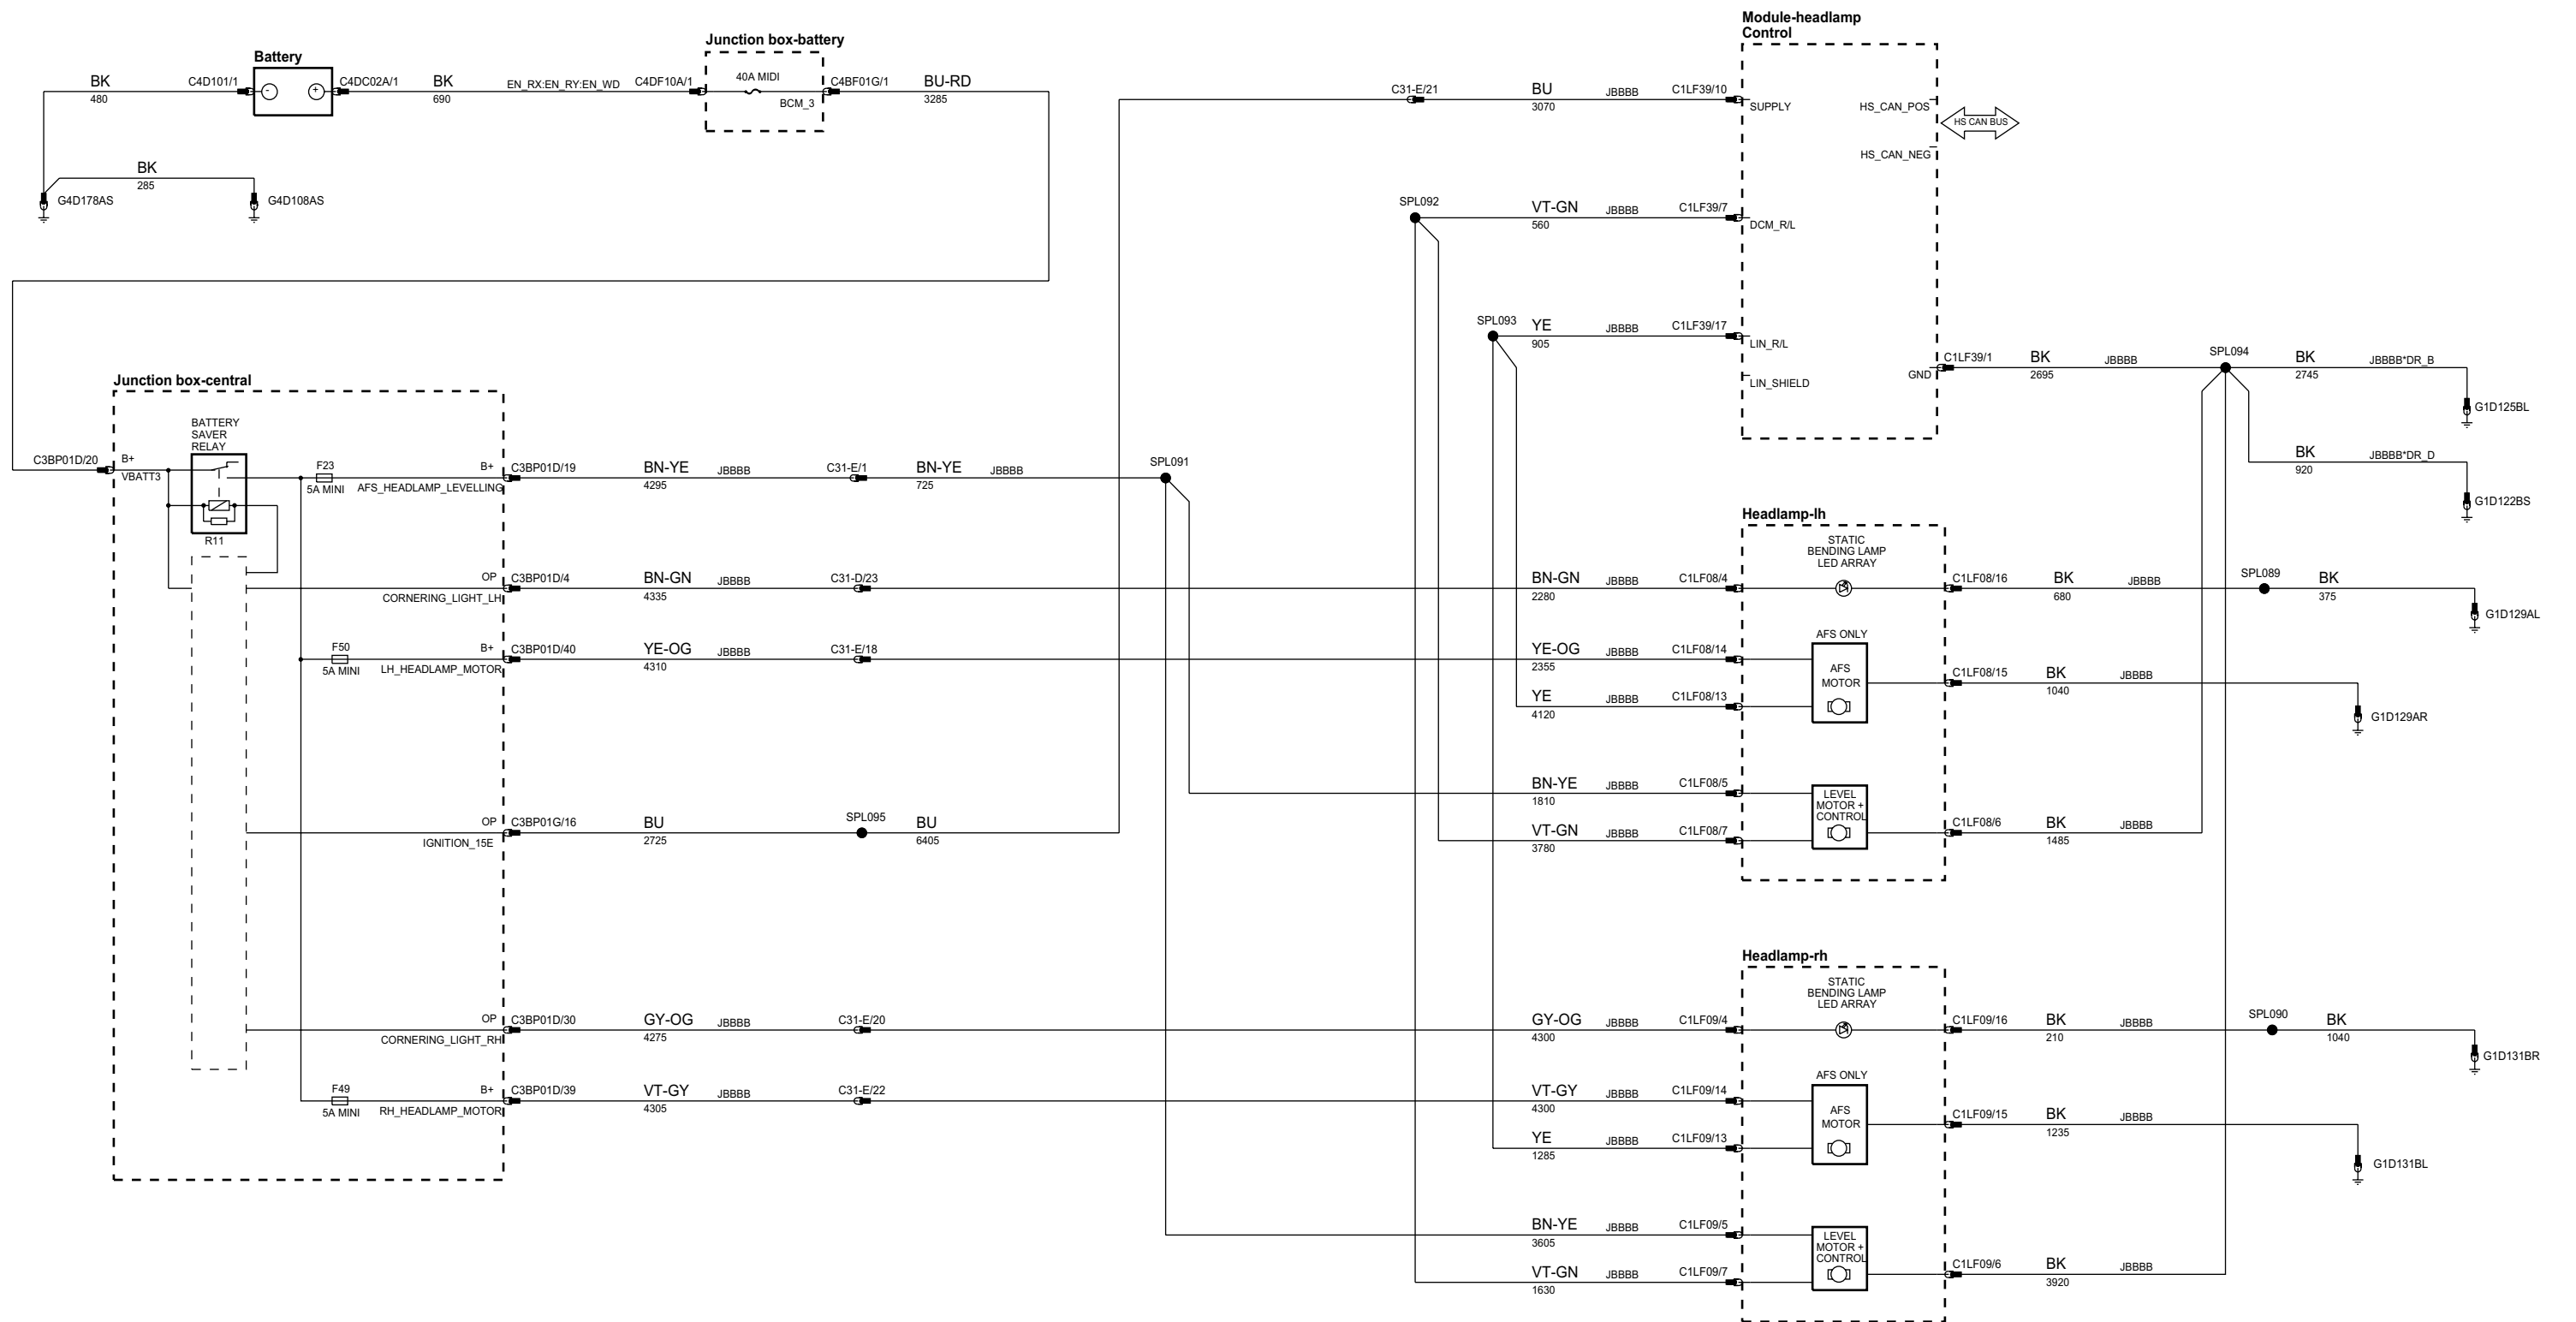 Module-headlamp
Control
Junction box-battery
Battery
BK
480
C4D101/1
-
+
C4DC02A/1
BK
690
EN_RX:EN_RY:EN_WD
C4DF10A/1
40A MIDI
BCM_3
C4BF01G/1
BU-RD
3285
BK
285
G4D178AS
G4D108AS
C31-E/21
BU
3070
JBBBB
C1LF39/10
SUPPLY
HS_CAN_POS
HS CAN BUS
HS_CAN_NEG
SPL092
VT-GN
560
JBBBB
C1LF39/7
DCM_R/L
SPL093
YE
905
JBBBB
C1LF39/17
LIN_R/L
LIN_SHIELD
GND
C1LF39/1
BK
2695
JBBBB
SPL094
BK
2745
JBBBB*DR_B
G1D125BL
BK
920
JBBBB*DR_D
G1D122BS
Junction box-central
BATTERY
SAVER
RELAY
C3BP01D/20
B+
VBATT3
R11
F23
5A MINI
B+
AFS_HEADLAMP_LEVELLING
C3BP01D/19
BN-YE
4295
JBBBB
C31-E/1
BN-YE
725
JBBBB
SPL091
OP
CORNERING_LIGHT_LH
C3BP01D/4
BN-GN
4335
JBBBB
C31-D/23
F50
5A MINI
B+
LH_HEADLAMP_MOTOR
C3BP01D/40
YE-OG
4310
JBBBB
C31-E/18
OP
IGNITION_15E
C3BP01G/16
BU
2725
SPL095
BU
6405
OP
CORNERING_LIGHT_RH
C3BP01D/30
GY-OG
4275
JBBBB
C31-E/20
F49
5A MINI
B+
RH_HEADLAMP_MOTOR
C3BP01D/39
VT-GY
4305
JBBBB
C31-E/22
Headlamp-lh
STATIC
BENDING LAMP
LED ARRAY
BN-GN
2280
JBBBB
C1LF08/4
C1LF08/16
BK
680
JBBBB
SPL089
BK
375
G1D129AL
AFS ONLY
YE-OG
2355
JBBBB
C1LF08/14
AFS
MOTOR
C1LF08/15
BK
1040
JBBBB
G1D129AR
YE
4120
JBBBB
C1LF08/13
BN-YE
1810
JBBBB
C1LF08/5
LEVEL
MOTOR +
CONTROL
C1LF08/6
BK
1485
JBBBB
VT-GN
3780
JBBBB
C1LF08/7
Headlamp-rh
STATIC
BENDING LAMP
LED ARRAY
GY-OG
4300
JBBBB
C1LF09/4
C1LF09/16
BK
210
JBBBB
SPL090
BK
1040
G1D131BR
AFS ONLY
VT-GY
4300
JBBBB
C1LF09/14
AFS
MOTOR
C1LF09/15
BK
1235
JBBBB
G1D131BL
YE
1285
JBBBB
C1LF09/13
BN-YE
3605
JBBBB
C1LF09/5
LEVEL
MOTOR +
CONTROL
C1LF09/6
BK
3920
JBBBB
VT-GN
1630
JBBBB
C1LF09/7